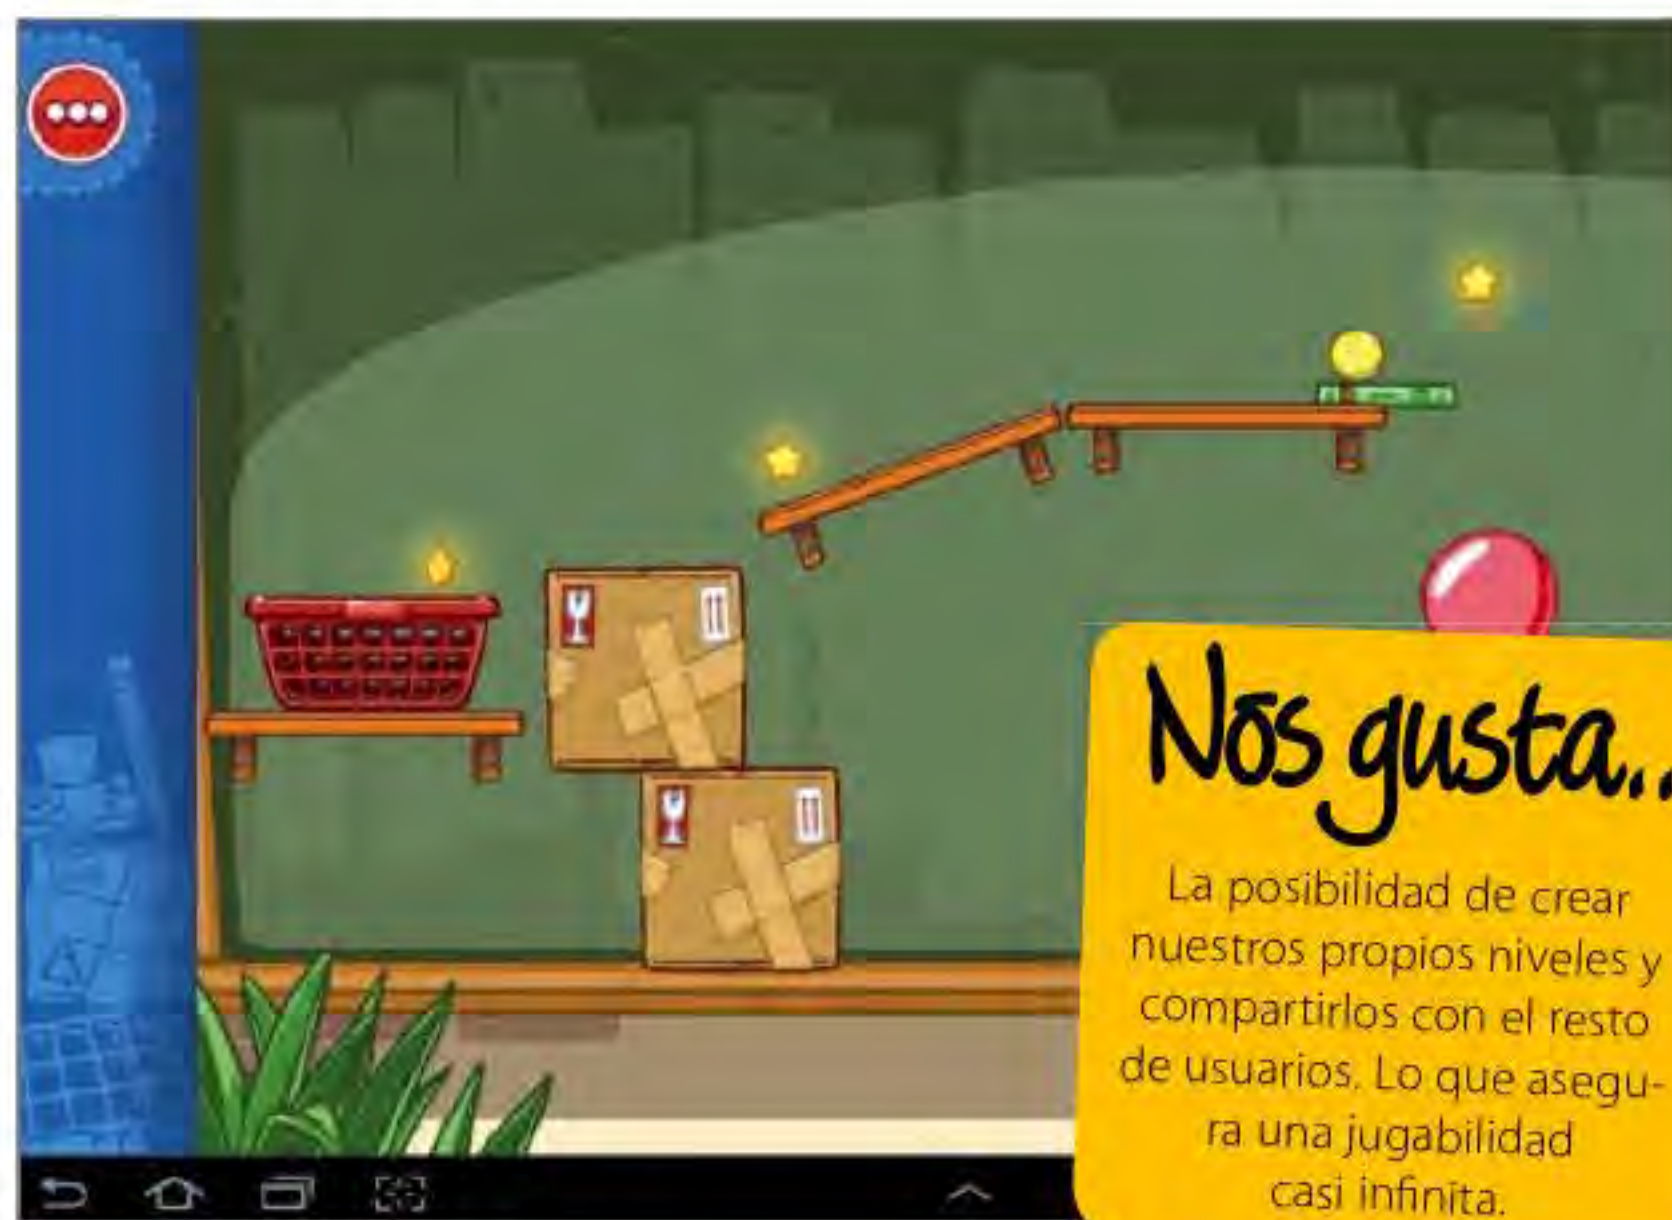 Nos gusta..
La posibilidad de crear
nuestros propios niveles y
compartirlos con el resto
de usuarios. Lo que asegu-
ra una jugabilidad
casi infinita.